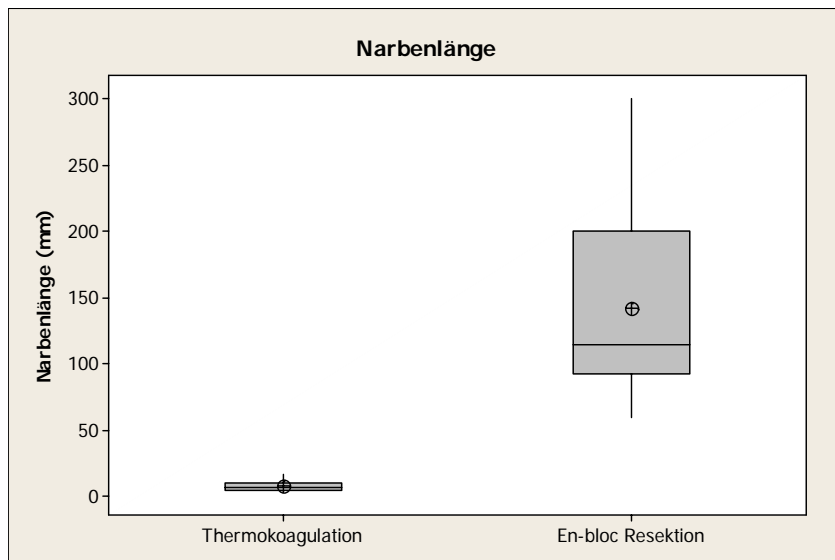 Narbenlänge
Narbenlänge (mm)
300
250
200
150
100
50
0
Thermokoagulation
En-bloc Resektion